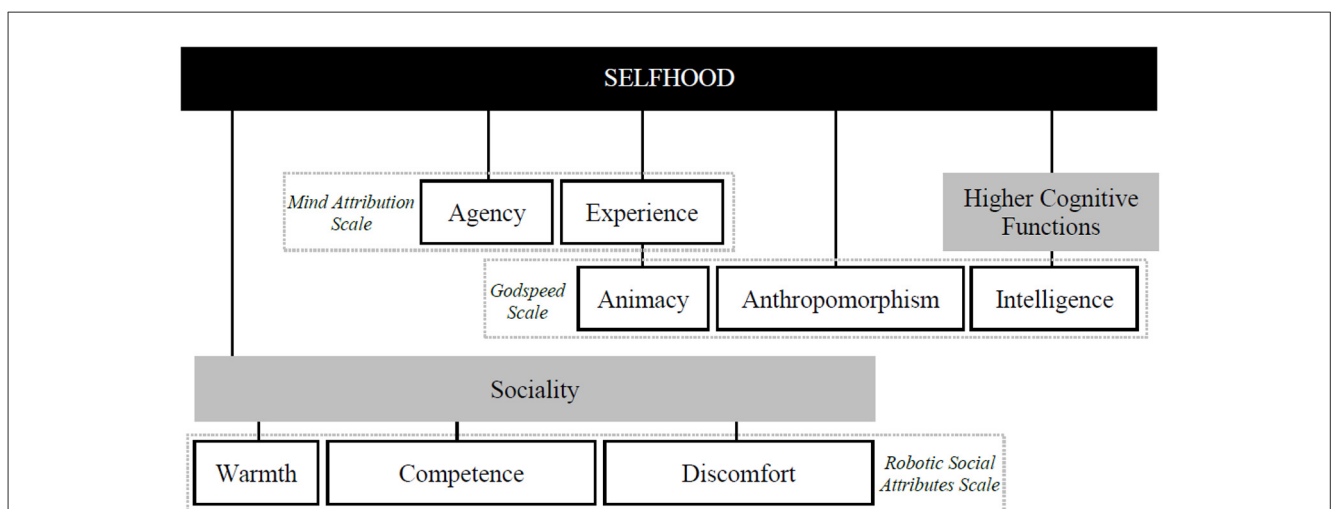 SELFHOOD
Mind Attribution
Scale
Agency
Experience
Higher Cognitive
Functions
Godspeed
Scale
Animacy
Anthropomorphism
Intelligence
Sociality
Warmth
Competence
Discomfort
Robotic Social
Attributes Scale